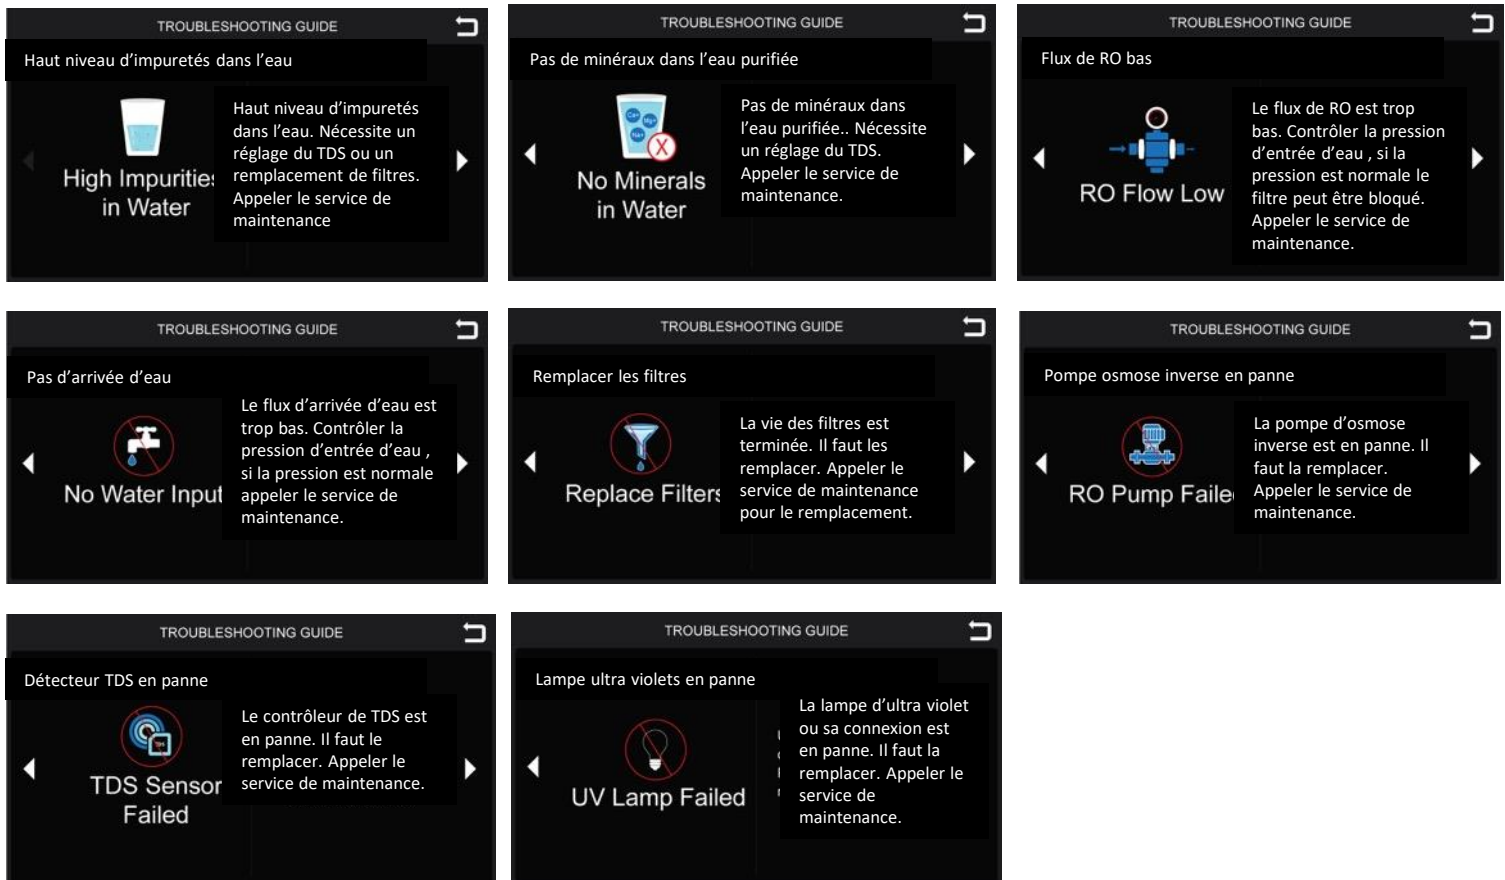 TROUBLESHOOTING GUIDE
Haut niveau d’impuretés dans l’eau
High Impurities
in Water
Haut niveau d’impuretés
dans l’eau. Nécessite un
réglage du TDS ou un
remplacement de filtres.
Appeler le service de
maintenance
TROUBLESHOOTING GUIDE
Pas de minéraux dans l’eau purifiée
Ca+
Mg+
Na+
X
No Minerals
in Water
Pas de minéraux dans
l’eau purifiée.. Nécessite
un réglage du TDS.
Appeler le service de
maintenance.
TROUBLESHOOTING GUIDE
Flux de RO bas
RO Flow Low
Le flux de RO est trop
bas. Contrôler la pression
d’entrée d’eau , si la
pression est normale le
filtre peut être bloqué.
Appeler le service de
maintenance.
TROUBLESHOOTING GUIDE
Pas d’arrivée d’eau
No Water Input
Le flux d’arrivée d’eau est
trop bas. Contrôler la
pression d’entrée d’eau ,
si la pression est normale
appeler le service de
maintenance.
TROUBLESHOOTING GUIDE
Remplacer les filtres
Replace Filters
La vie des filtres est
terminée. Il faut les
remplacer. Appeler le
service de maintenance
pour le remplacement.
TROUBLESHOOTING GUIDE
Pompe osmose inverse en panne
RO Pump Faile
La pompe d’osmose
inverse est en panne. Il
faut la remplacer.
Appeler le service de
maintenance.
TROUBLESHOOTING GUIDE
Détecteur TDS en panne
TDS
TDS Sensor
Failed
Le contrôleur de TDS est
en panne. Il faut le
remplacer. Appeler le
service de maintenance.
TROUBLESHOOTING GUIDE
Lampe ultra violets en panne
UV Lamp Failed
La lampe d’ultra violet
ou sa connexion est
en panne. Il faut la
remplacer. Appeler le
service de
maintenance.